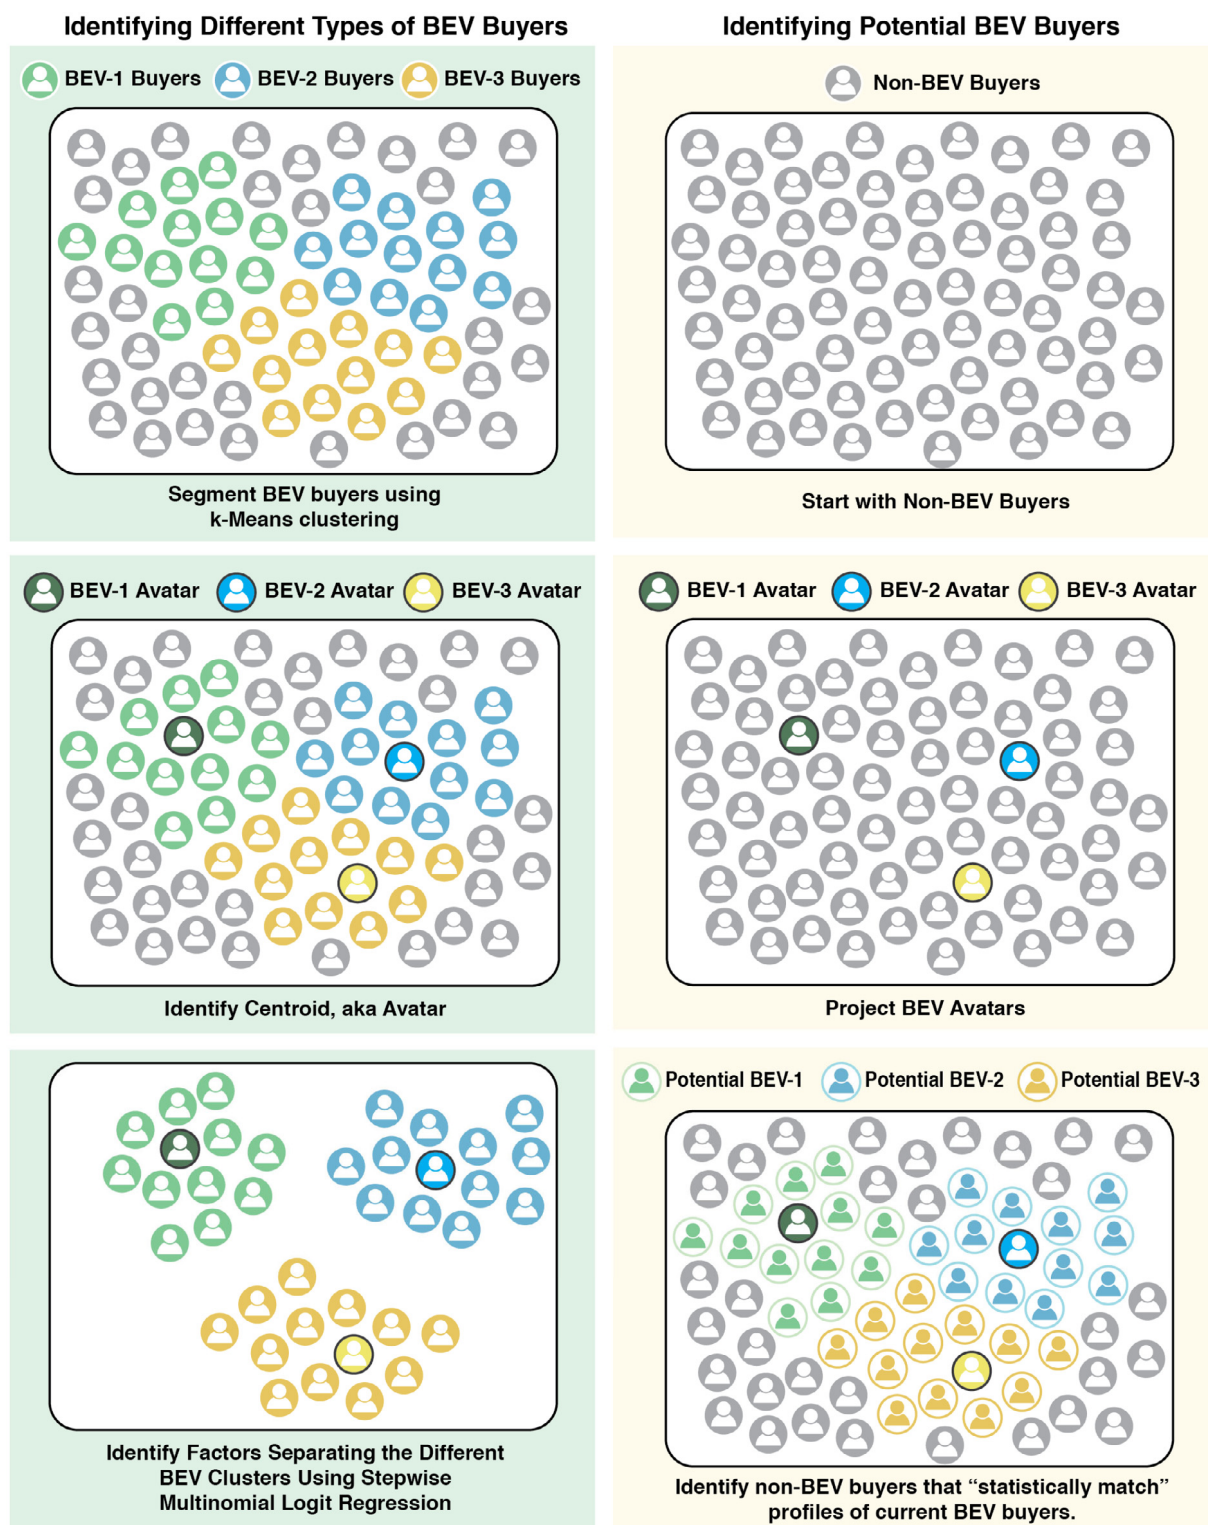 Identifying Different Types of BEV Buyers
BEV-1 Buyers BEV-2 Buyers BEV-3 Buyers
Segment BEV buyers using
k-Means clustering
BEV-1 Avatar BEV-2 Avatar BEV-3 Avatar
Identify Centroid, aka Avatar
Identify Factors Separating the Different
BEV Clusters Using Stepwise
Multinomial Logit Regression
Identifying Potential BEV Buyers
Non-BEV Buyers
Start with Non-BEV Buyers
BEV-1 Avatar BEV-2 Avatar BEV-3 Avatar
Project BEV Avatars
Potential BEV-1 Potential BEV-2 Potential BEV-3
Identify non-BEV buyers that “statistically match”
profiles of current BEV buyers.